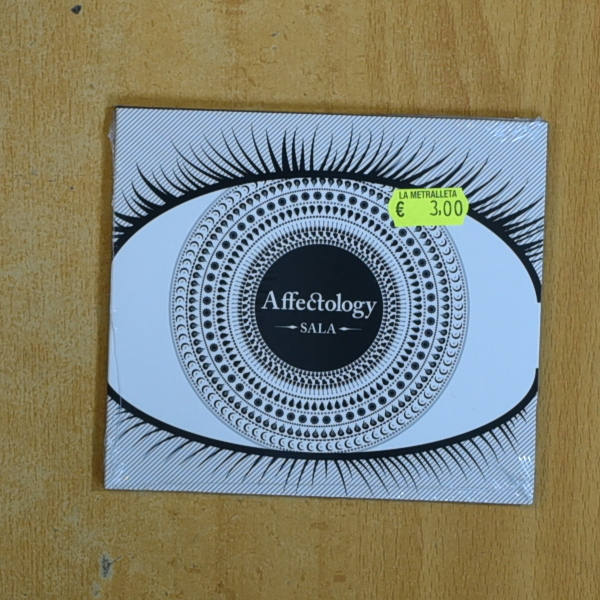 LA METRALLETA
€ 3,00
Affectology
SALA